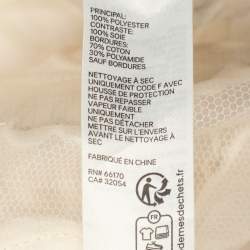 PRINCIPAL:
100% POLYESTER
CONTRASTE:
100% SOIE
BORDURES:
70% COTON
30% POLYAMIDE
SAUF BORDURES
NETTOYAGE À SEC
UNIQUEMENT CODE F AVEC
HOUSSE DE PROTECTION
NE PAS REPASSER
VAPEUR FAIBLE
UNIQUEMENT
NE PAS DÉTACHER
METTRE SUR L'ENVERS
AVANT LE NETTOYAGE À
SEC
FABRIQUÉ EN CHINE
RN# 66170
CA# 32054
FR
demesdechets.fr